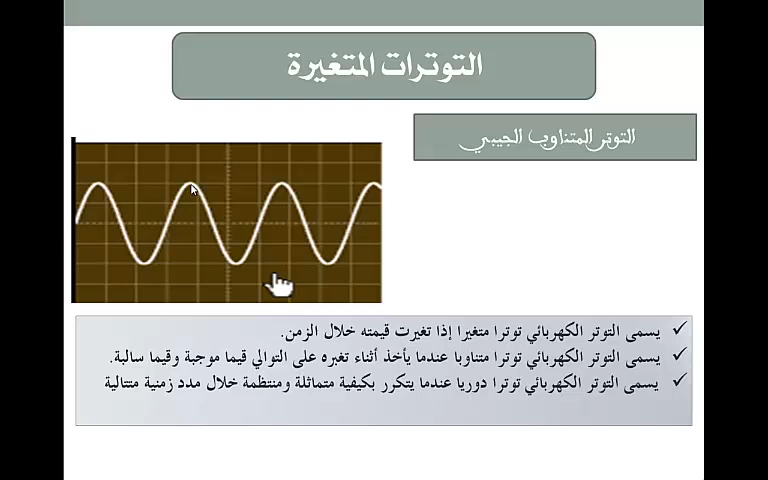 التوترات المتغيرة
التوتر المتناوب الجيبي
✓ يسمى التوتر الكهربائي توترا متغيرا إذا تغيرت قيمته خلال الزمن.
✓ يسمى التوتر الكهربائي توترا متناوبا عندما يأخذ أثناء تغيره على التوالي قيما موجبة وقيما سالبة.
✓ يسمى التوتر الكهربائي توترا دوريا عندما يتكرر بكيفية متماثلة ومنتظمة خلال مدد زمنية متتالية